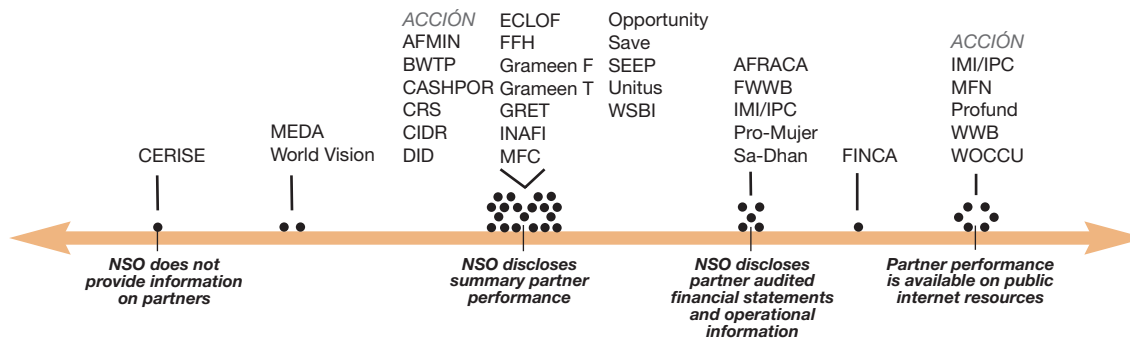 ACCIÓN
AFMIN
BWTP
CASHPOR
CRS
CIDR
DID
ECLOF
FFH
Grameen F
Grameen T
GRET
INAFI
MFC
Opportunity
Save
SEEP
Unitus
WSBI
AFRACA
FWWB
IMI/IPC
Pro-Mujer
Sa-Dhan
ACCIÓN
IMI/IPC
MFN
Profund
WWB
WOCCU
MEDA
World Vision
CERISE
FINCA
NSO does not
provide information
on partners
NSO discloses
summary partner
performance
NSO discloses
partner audited
financial statements
and operational
information
Partner performance
is available on public
internet resources